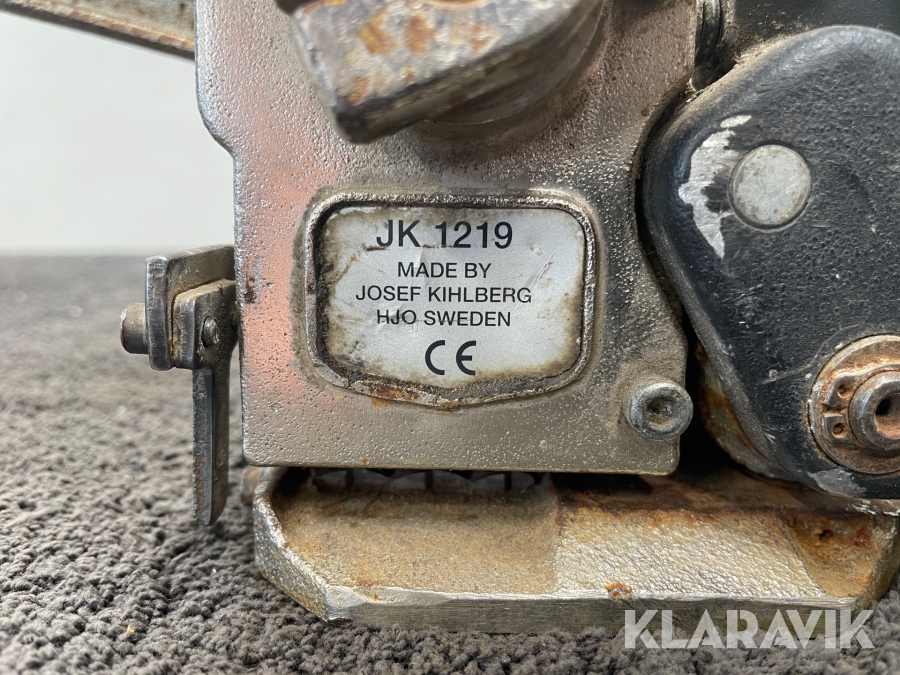 JK 1219
MADE BY
JOSEF KIHLBERG
HJO SWEDEN
CE
KLARAVIK